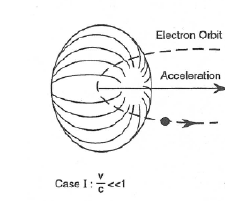 Electron Orbit
Acceleration
Case I : v/c <<1